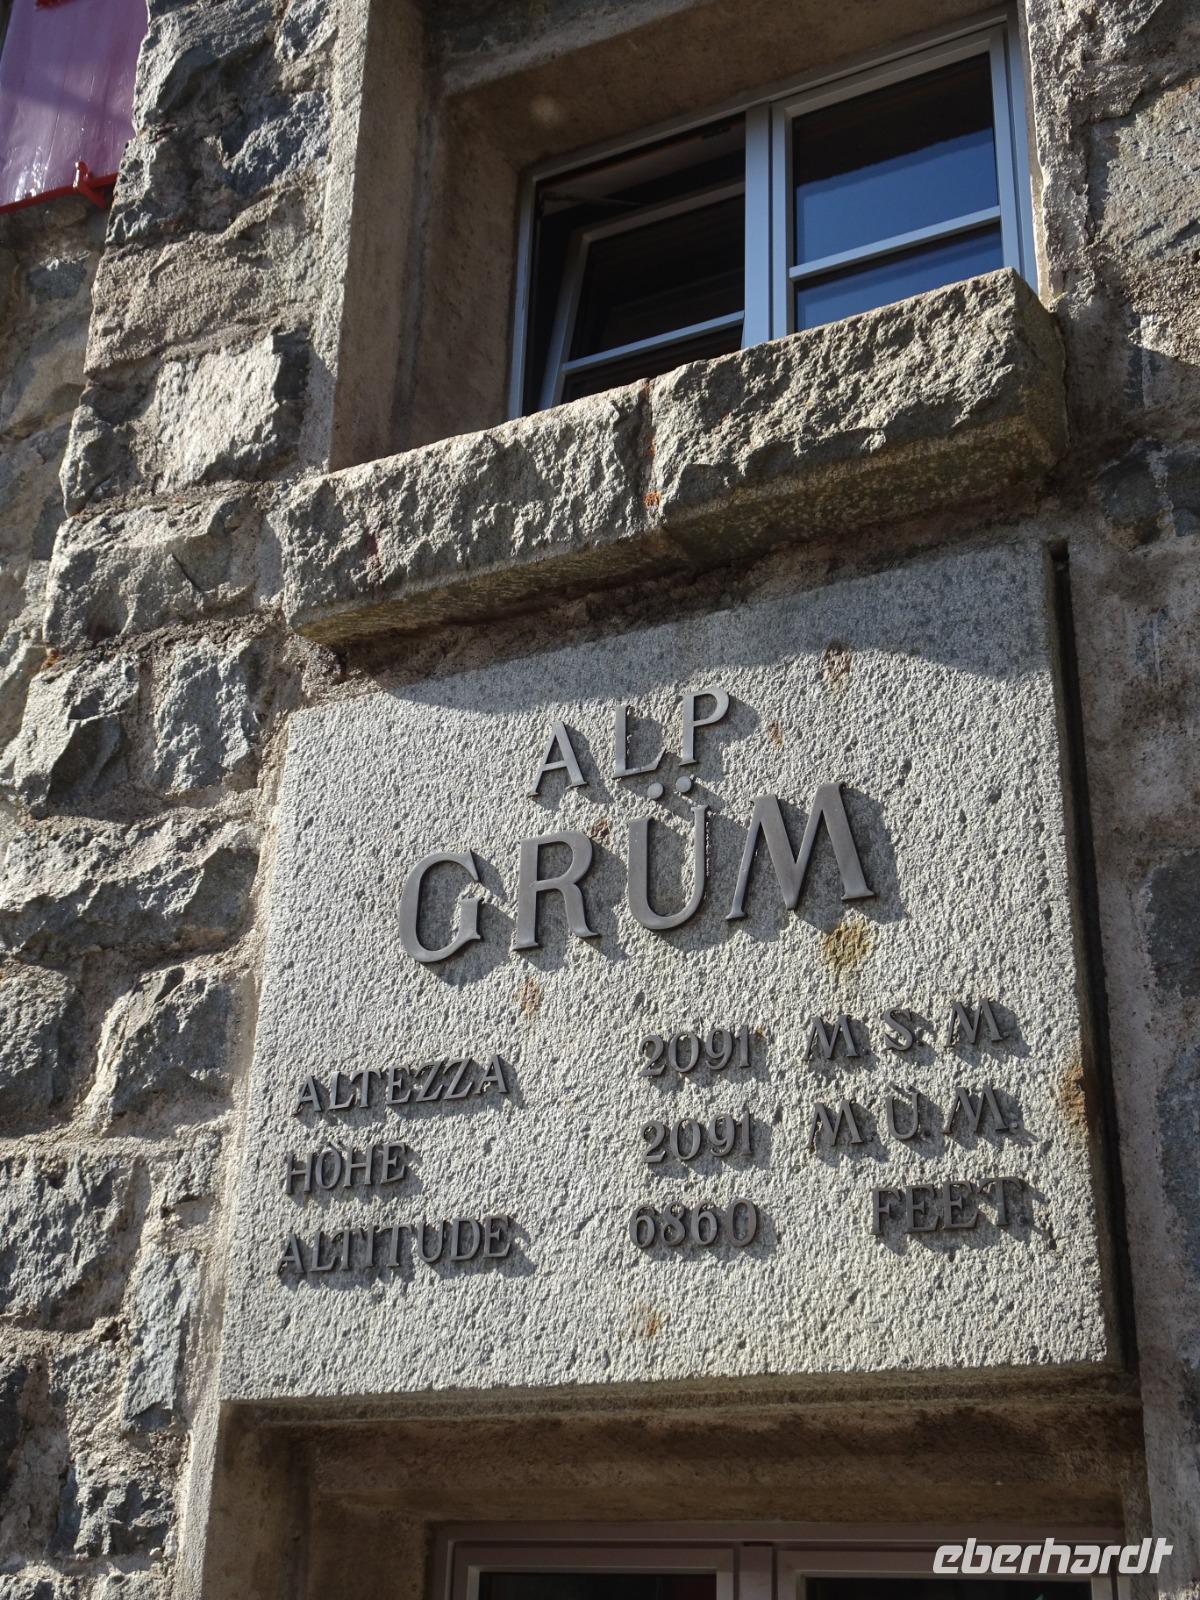 ALP
GRÜM
ALTEZZA 2091 M.S.M
HÖHE 2091 M.Ü.M.
ALTITUDE 6860 FEET.
eberhardt